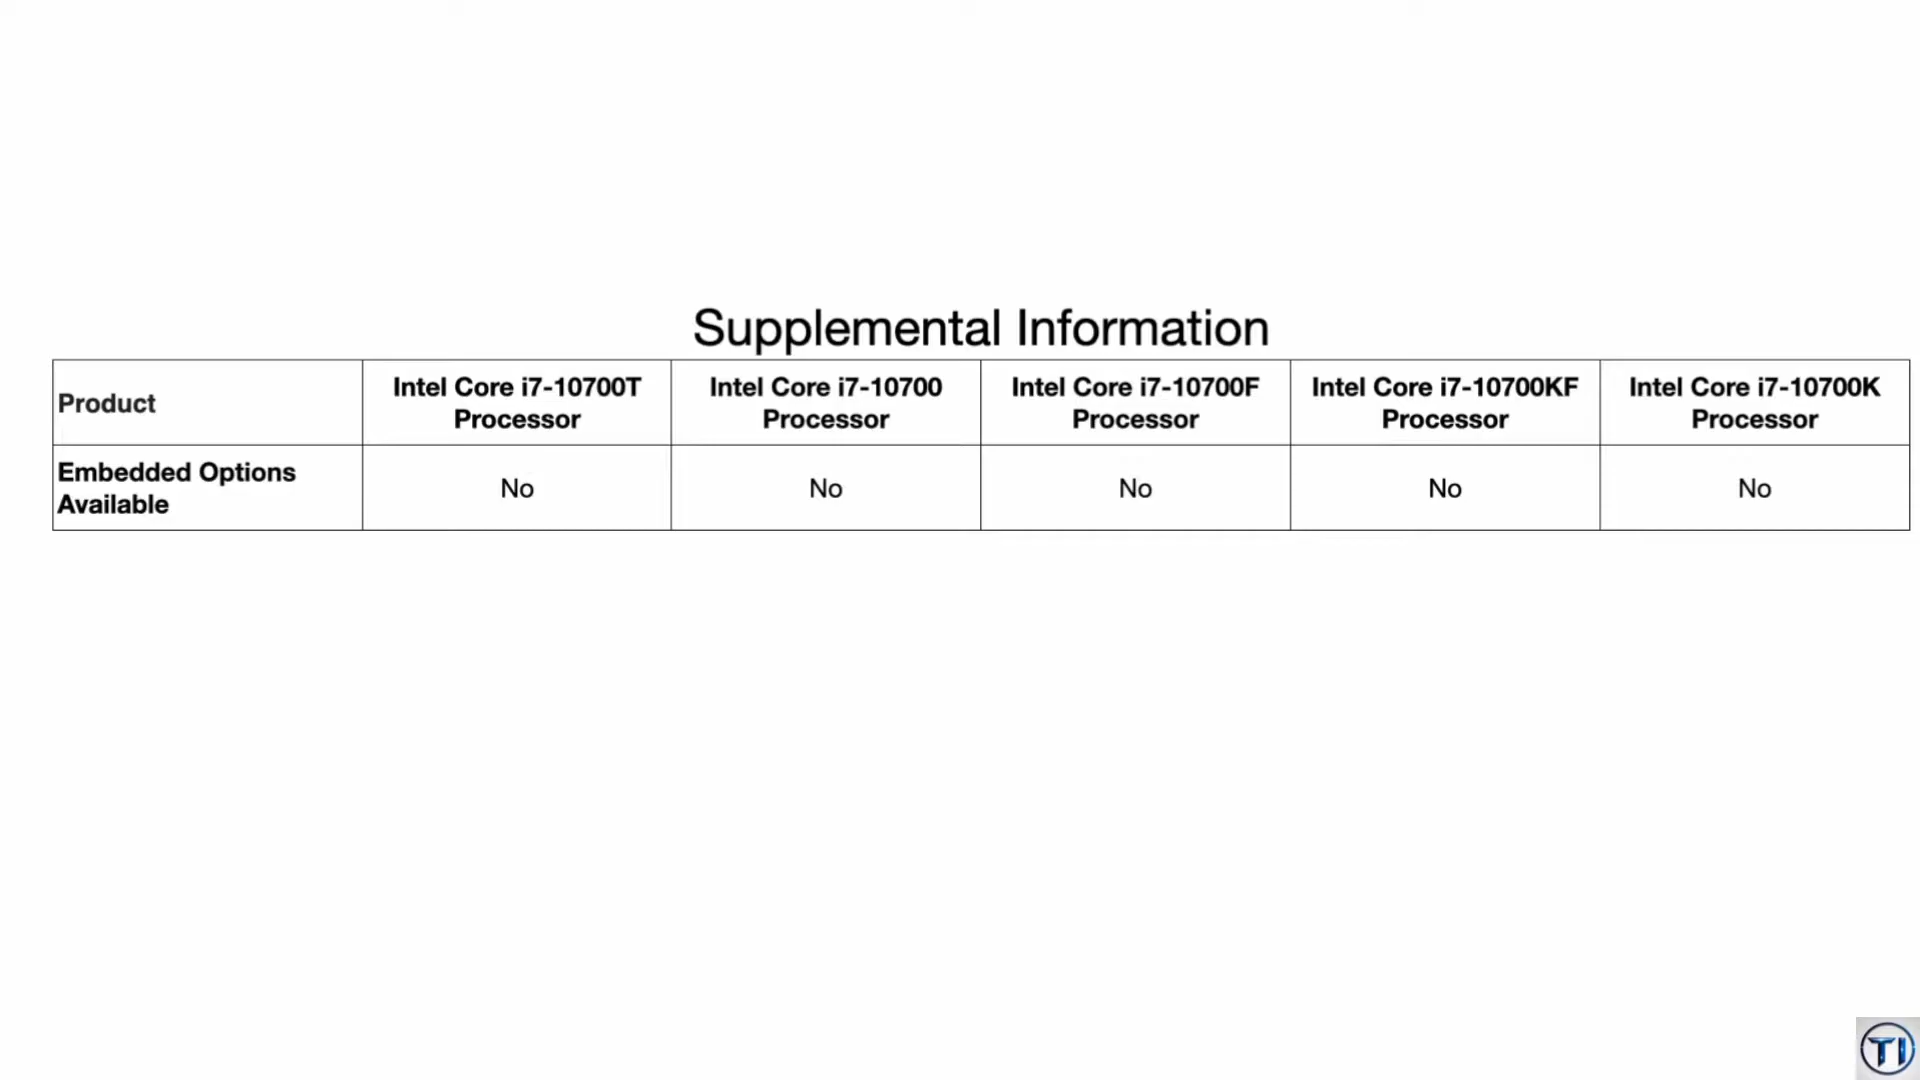 Supplemental Information
Product
Intel Core i7-10700T
Processor
Intel Core i7-10700
Processor
Intel Core i7-10700F
Processor
Intel Core i7-10700KF
Processor
Intel Core i7-10700K
Processor
Embedded Options
Available
No
No
No
No
No
TI